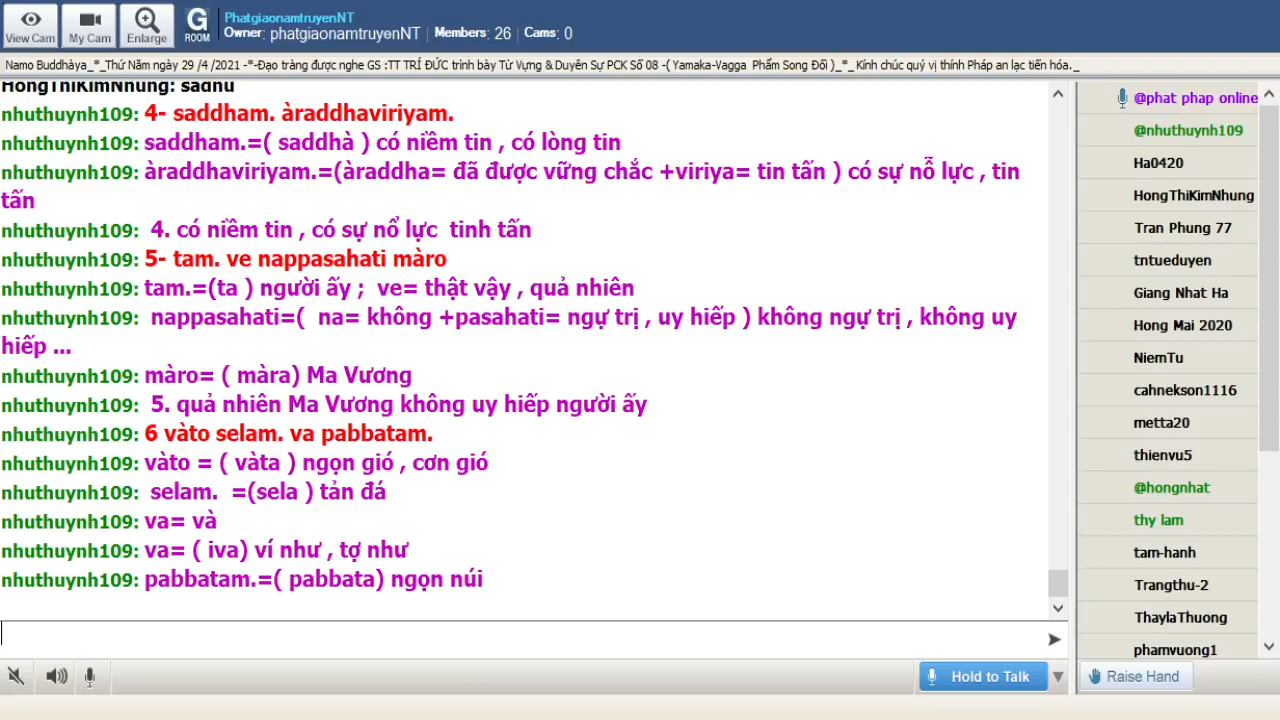 View Cam
My Cam
Enlarge
G
ROOM
PhatgiaonamtruyenNT
Owner: phatgiaonamtruyenNT | Members: 26 | Cams: 0
Namo Buddhàya_*_Thứ Năm ngày 29 /4 /2021 -*-Đạo tràng được nghe GS :TT TRÍ ĐỨC trình bày Từ Vựng & Duyên Sự PCK Số 08 -( Yamaka-Vagga Phẩm Song Đối )_*_ Kính chúc quý vị thính Pháp an lạc tiến hóa._
HongThiKimNhung: sadhu
nhuthuynh109: 4- saddham. àraddhaviriyam.
nhuthuynh109: saddham.=( saddhà ) có niềm tin , có lòng tin
nhuthuynh109: àraddhaviriyam.=(àraddha= đã được vững chắc +viriya= tin tấn ) có sự nỗ lực , tin
tấn
nhuthuynh109: 4. có niềm tin , có sự nổ lực tinh tấn
nhuthuynh109: 5- tam. ve nappasahati màro
nhuthuynh109: tam.=(ta ) người ấy ; ve= thật vậy , quả nhiên
nhuthuynh109: nappasahati=( na= không +pasahati= ngự trị , uy hiếp ) không ngự trị , không uy
hiếp ...
nhuthuynh109: màro= ( màra) Ma Vương
nhuthuynh109: 5. quả nhiên Ma Vương không uy hiếp người ấy
nhuthuynh109: 6 vàto selam. va pabbatam.
nhuthuynh109: vàto = ( vàta ) ngọn gió , cơn gió
nhuthuynh109: selam. =(sela ) tản đá
nhuthuynh109: va= và
nhuthuynh109: va= ( iva) ví như , tợ như
nhuthuynh109: pabbatam.=( pabbata) ngọn núi
@phat phap online
@nhuthuynh109
Ha0420
HongThiKimNhung
Tran Phung 77
tntueduyen
Giang Nhat Ha
Hong Mai 2020
NiemTu
cahnekson1116
metta20
thienvu5
@hongnhat
thy lam
tam-hanh
Trangthu-2
ThaylaThuong
phamvuong1
Hold to Talk
Raise Hand